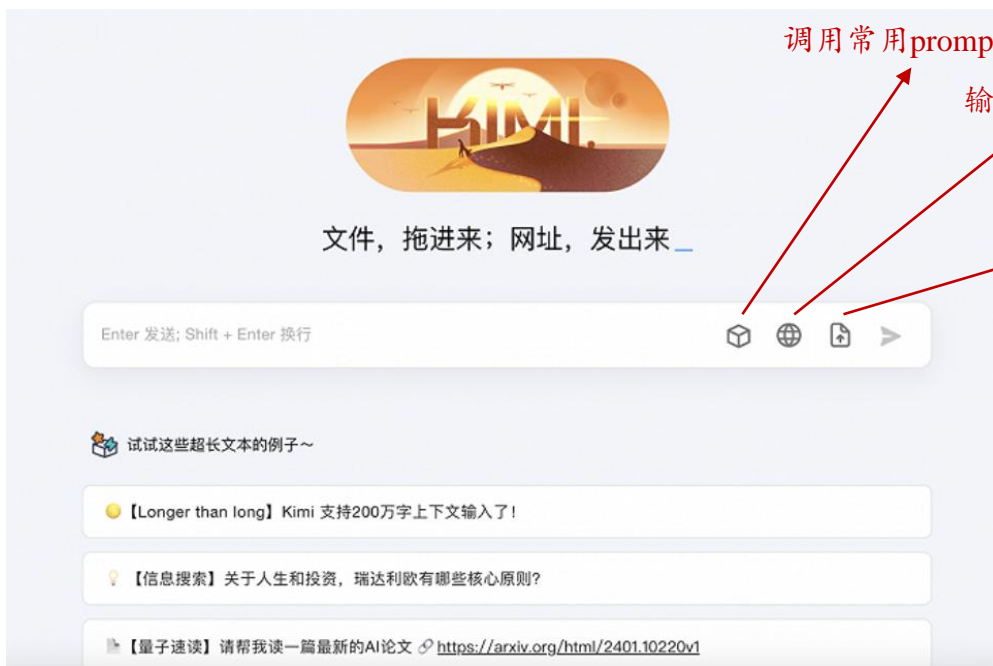 调用常用promp
输
KIMI.
文件，拖进来；网址，发出来_
Enter 发送; Shift + Enter 换行
试试这些超长文本的例子～
【Longer than long】Kimi 支持200万字上下文输入了！
【信息搜索】关于人生和投资，瑞达利欧有哪些核心原则？
【量子速读】请帮我读一篇最新的AI论文 https://arxiv.org/html/2401.10220v1